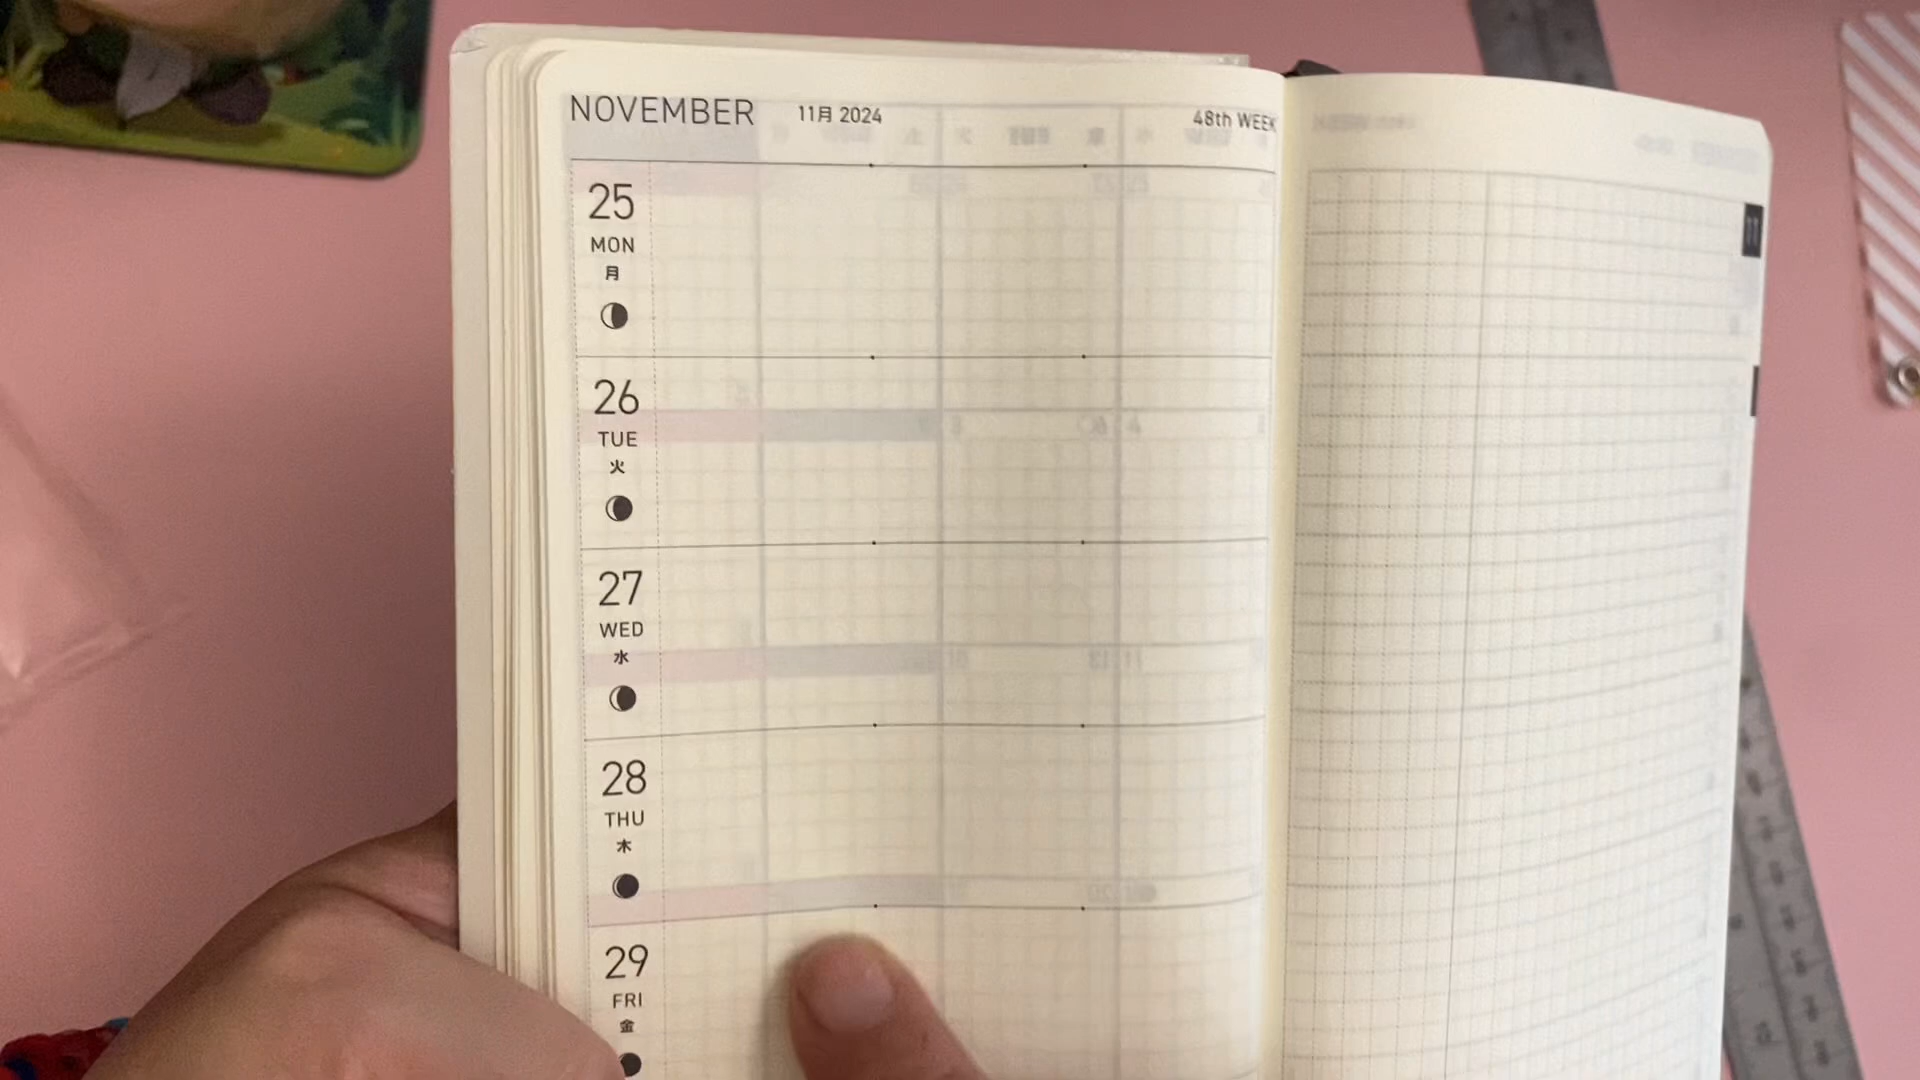 NOVEMBER 11月 2024 48th WEEK
25
MON
月
11
26
TUE
火
27
WED
水
28
THU
木
29
FRI
金